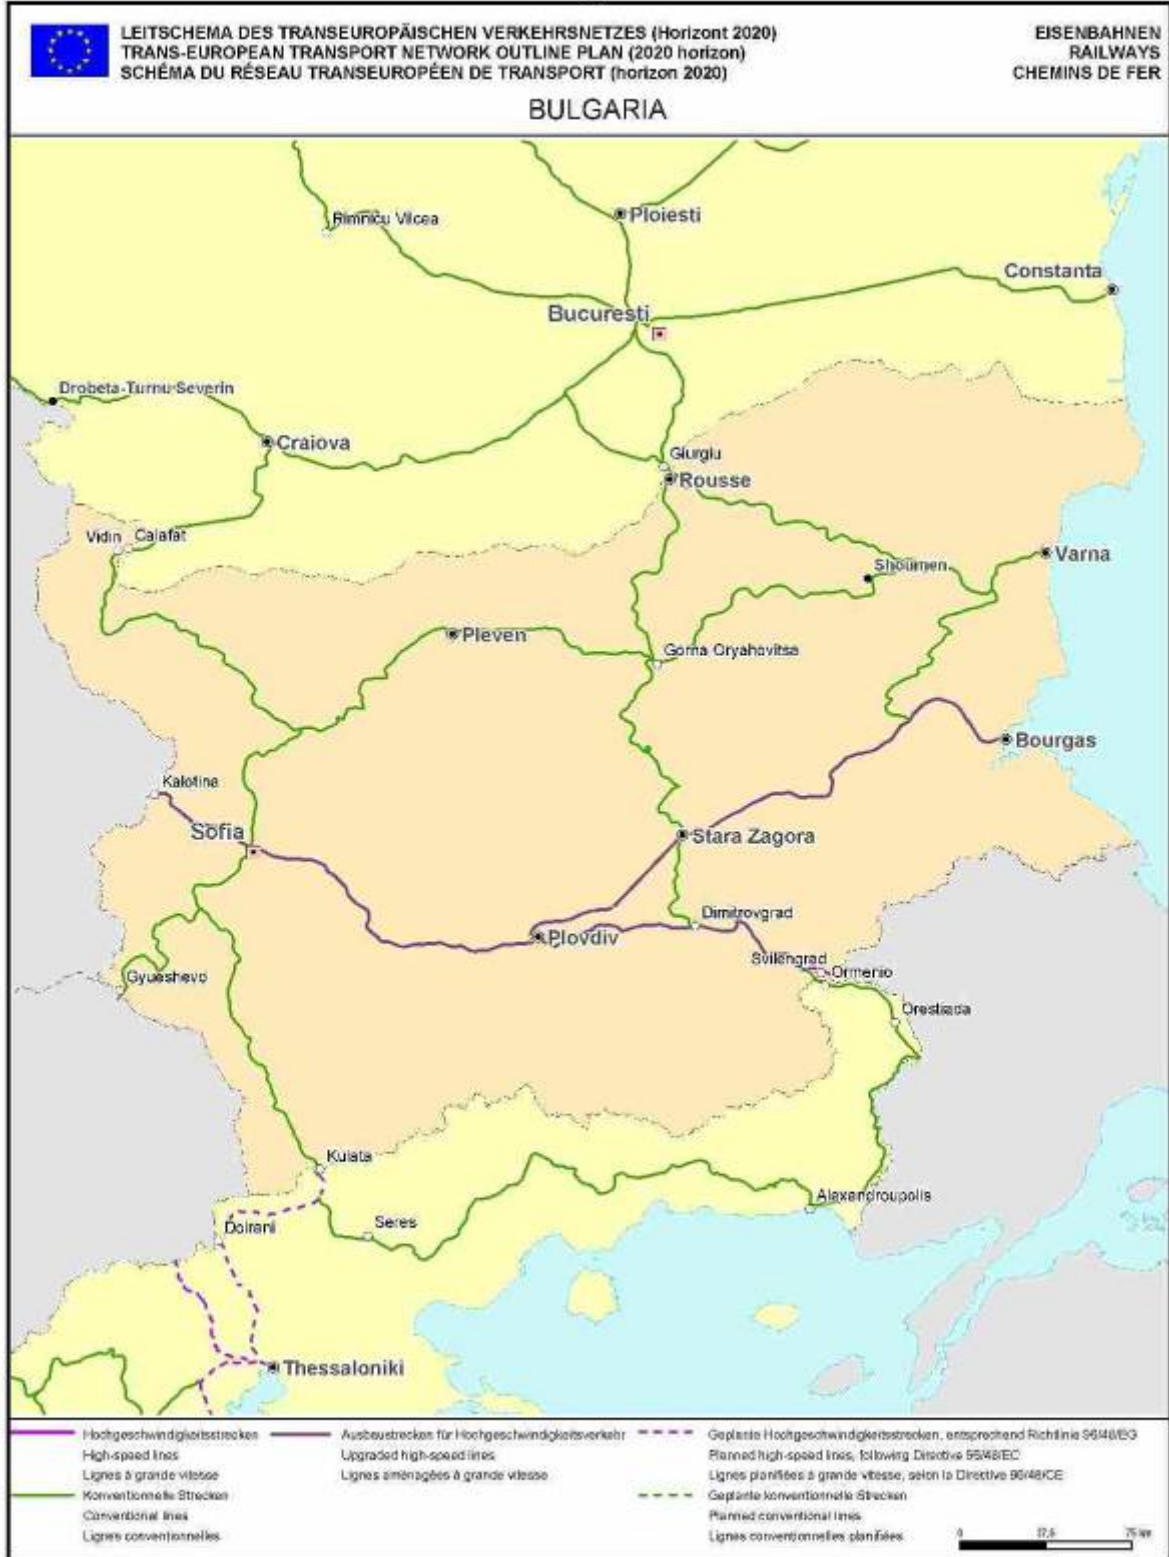 LEITSCHEMA DES TRANSEUROPÄISCHEN VERKEHRSNETZES (Horizont 2020)
TRANS-EUROPEAN TRANSPORT NETWORK OUTLINE PLAN (2020 horizon)
SCHÉMA DU RÉSEAU TRANSEUROPÉEN DE TRANSPORT (horizon 2020)
EISENBAHNEN
RAILWAYS
CHEMINS DE FER
BULGARIA
Rimnicu Vilcea
Ploiesti
Constanta
Bucuresti
Drobeta-Turnu-Severin
Craiova
Giurgiu
Rousse
Vidin
Calafat
Varna
Shoumen
Pleven
Gorna Oryahovitsa
Bourgas
Kalotina
Sofia
Stara Zagora
Dimitrovgrad
Plovdiv
Svilengrad
Ormenio
Gyueshevo
Orestiada
Kulata
Alexandroupolis
Doirani
Seres
Thessaloniki
Hochgeschwindigkeitsstrecken
High-speed lines
Lignes à grande vitesse
Konventionelle Strecken
Conventional lines
Lignes conventionnelles
Ausbaustrecken für Hochgeschwindigkeitsverkehr
Upgraded high-speed lines
Lignes aménagées à grande vitesse
Geplante Hochgeschwindigkeitsstrecken, entsprechend Richtlinie 96/48/EG
Planned high-speed lines, following Directive 96/48/EC
Lignes planifiées à grande vitesse, selon la Directive 96/48/CE
Geplante konventionelle Strecken
Planned conventional lines
Lignes conventionnelles planifiées
0 37,5 75 km